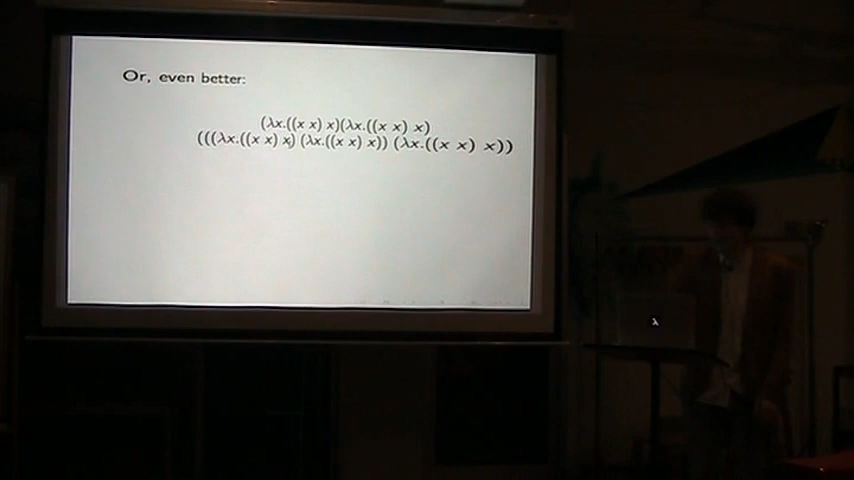 Or, even better:
(λx.((x x) x)(λx.((x x) x)
(((λx.((x x) x) (λx.((x x) x)) (λx.((x x) x))
λ